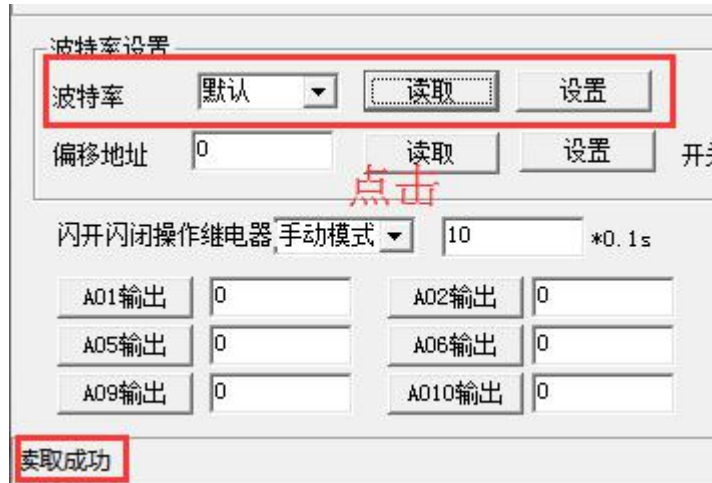 波特率设置
波特率 默认 读取 设置
偏移地址 0 读取 设置 开
点击
闪开闪闭操作继电器 手动模式 10 *0.1s
A01输出 0 A02输出 0
A05输出 0 A06输出 0
A09输出 0 A010输出 0
读取成功